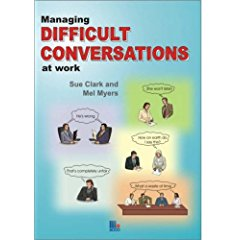 Managing
DIFFICULT
CONVERSATIONS
at work
Sue Clark and
Mel Myers
She won't listen
He's wrong
How on earth do
I say this?
That's completely unfair
What a waste of time